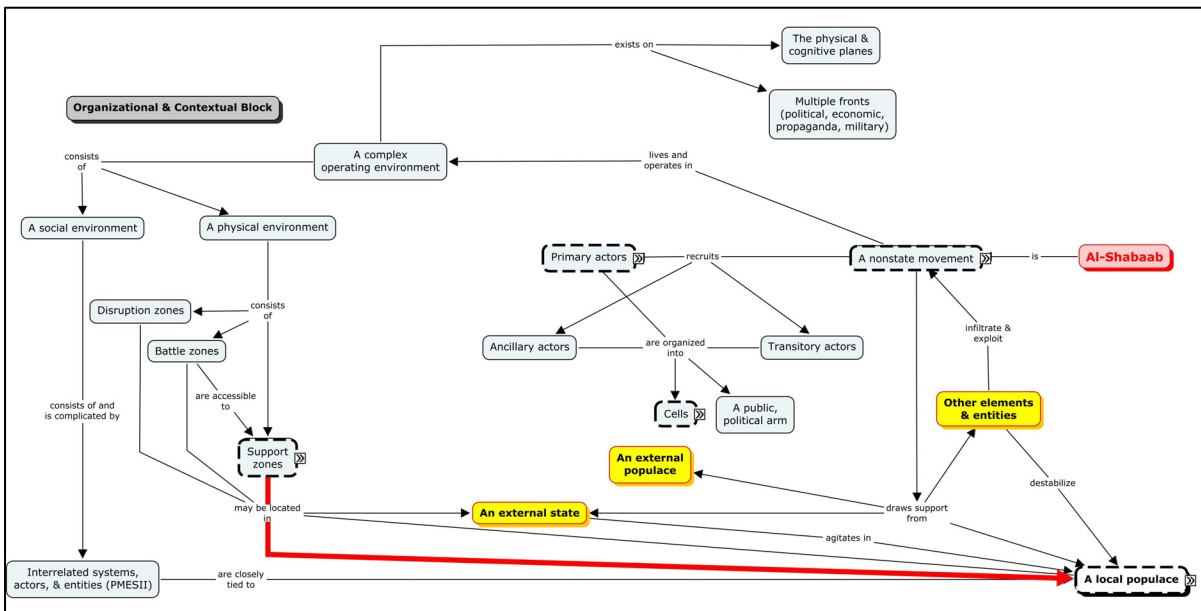 The physical &
cognitive planes
exists on
Organizational & Contextual Block
Multiple fronts
(political, economic,
propaganda, military)
consists
of
A complex
operating environment
lives and
operates in
A social environment
A physical environment
Primary actors
recruits
A nonstate movement
is
Al-Shabaab
Disruption zones
consists
of
Battle zones
Ancillary actors
are organized
into
Transitory actors
infiltrate &
exploit
are accessible
to
consists of and
is complicated by
Cells
A public,
political arm
Other elements
& entities
Support
zones
An external
populace
destabilize
may be located
in
An external state
draws support
from
agitates in
Interrelated systems,
actors, & entities (PMESII)
are closely
tied to
A local populace